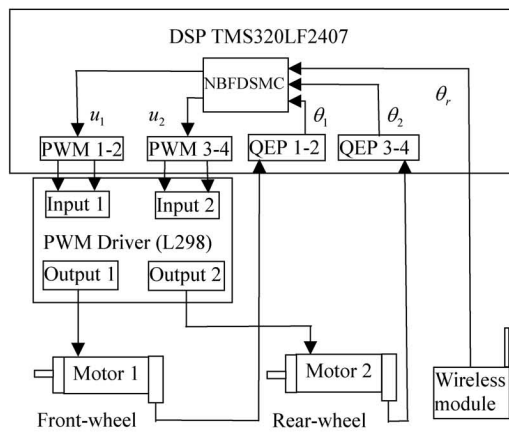 DSP TMS320LF2407
NBFDSMC
u1
u2
θ1
θ2
θr
PWM 1-2
PWM 3-4
QEP 1-2
QEP 3-4
Input 1
Input 2
PWM Driver (L298)
Output 1
Output 2
Motor 1
Motor 2
Wireless
module
Front-wheel
Rear-wheel